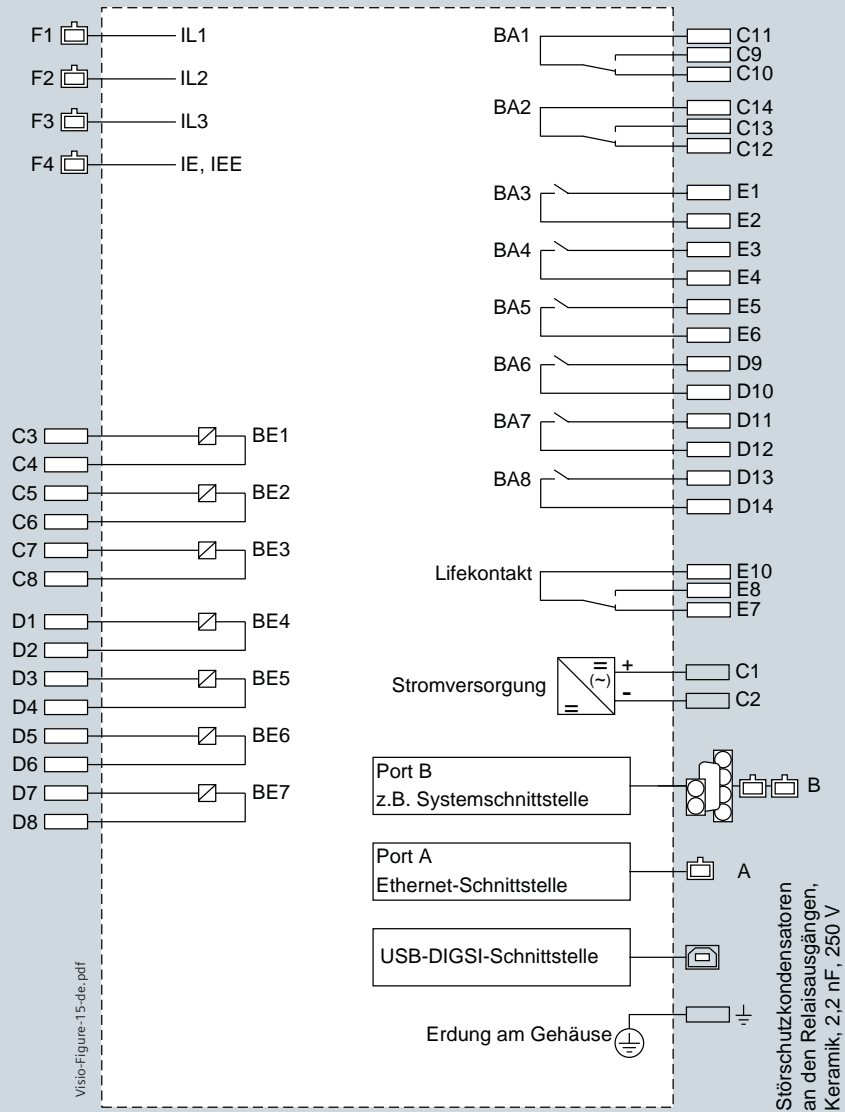 F1 IL1
F2 IL2
F3 IL3
F4 IE, IEE
C3 BE1
C4
C5 BE2
C6
C7 BE3
C8
D1 BE4
D2
D3 BE5
D4
D5 BE6
D6
D7 BE7
D8
BA1 C11
C9
C10
BA2 C14
C13
C12
BA3 E1
E2
BA4 E3
E4
BA5 E5
E6
BA6 D9
D10
BA7 D11
D12
BA8 D13
D14
Lifekontakt E10
E8
E7
Stromversorgung = (~) = + C1
- C2
Port B
z.B. Systemschnittstelle
B
Port A
Ethernet-Schnittstelle
A
USB-DIGSI-Schnittstelle
Erdung am Gehäuse
Störschutzkondensatoren
an den Relaisausgängen,
Keramik, 2,2 nF, 250 V
Visio-Figure-15-de.pdf